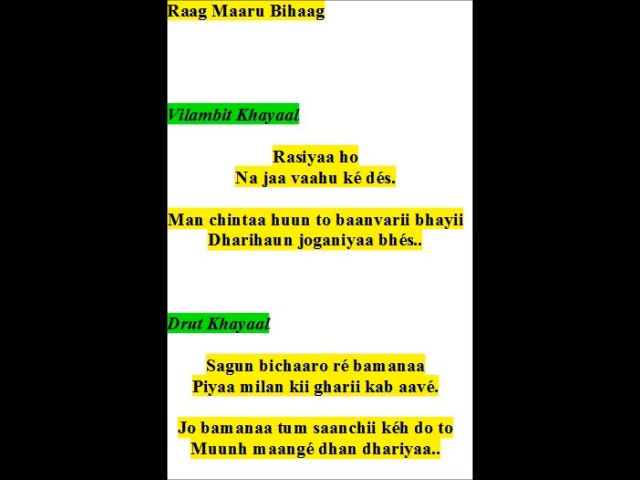 Raag Maaru Bihaag
Vilambit Khayaal
Rasiyaa ho
Na jaa vaahu ké dés.
Man chintaa huun to baanvarii bhayii
Dharihaun joganiyaa bhés..
Drut Khayaal
Sagun bichaaro ré bamanaa
Piyaa milan kii gharii kab aavé.
Jo bamanaa tum saanchii kéh do to
Muunh maangé dhan dhariyaa..